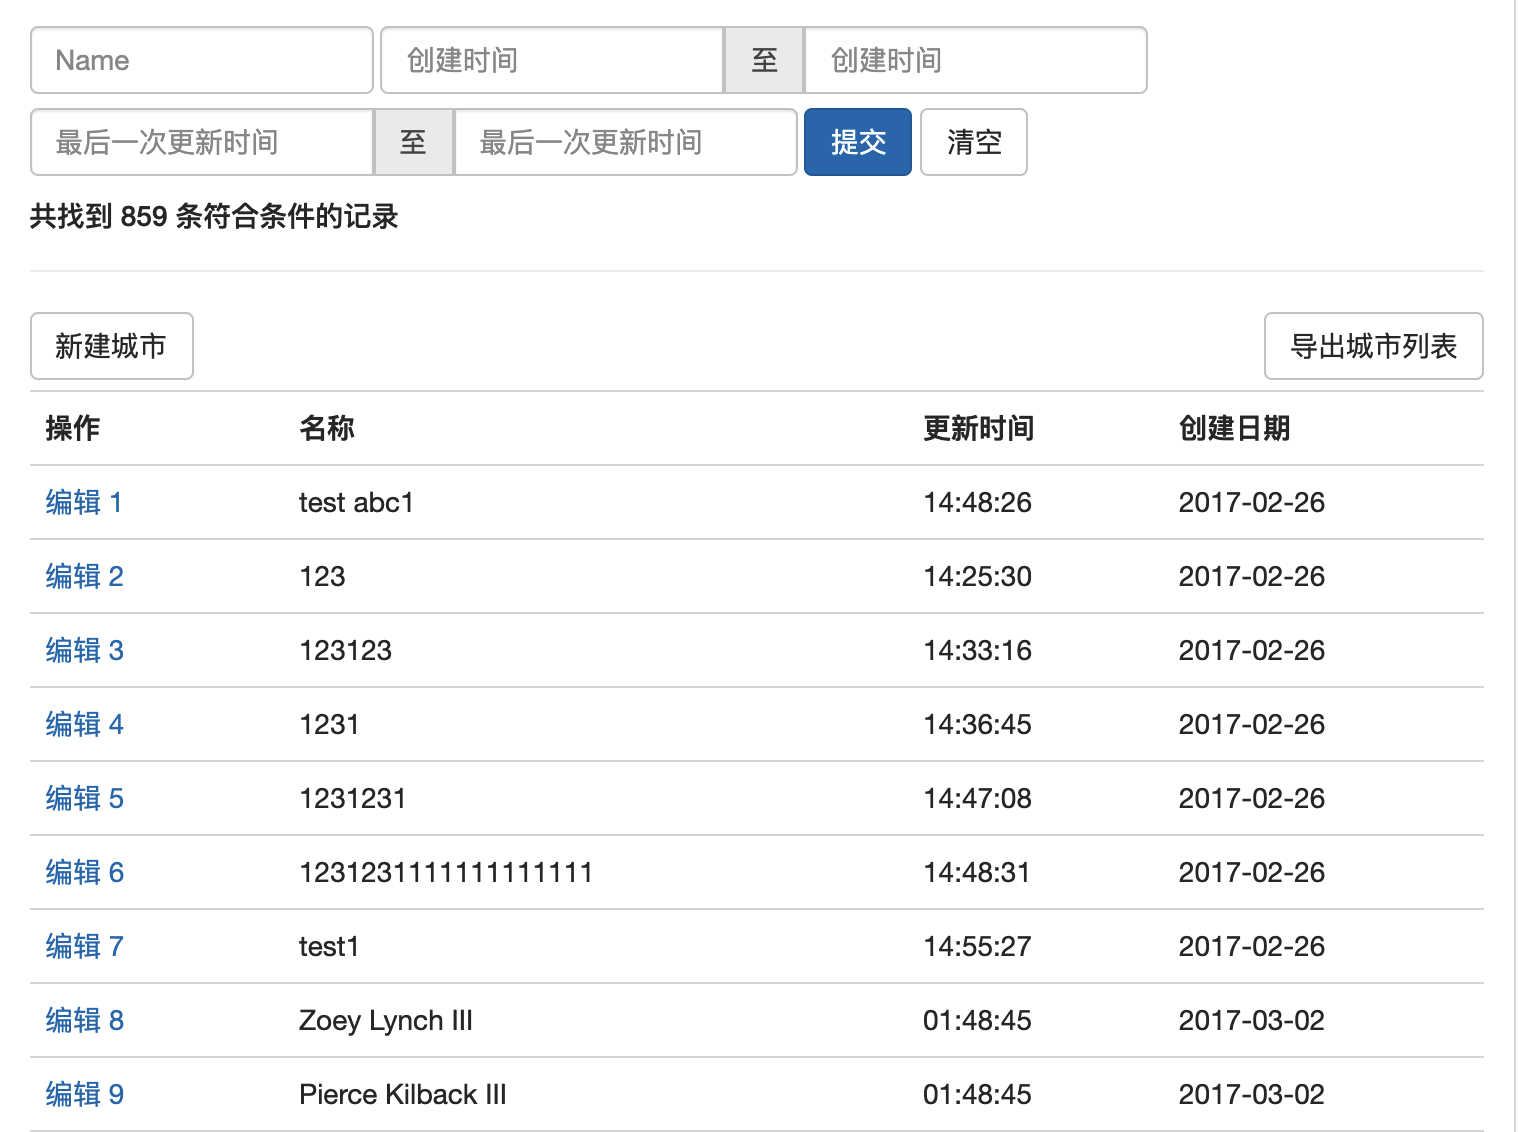 Name 创建时间 至 创建时间
最后一次更新时间 至 最后一次更新时间 提交 清空
共找到 859 条符合条件的记录
新建城市 导出城市列表
操作 名称 更新时间 创建日期
编辑 1 test abc1 14:48:26 2017-02-26
编辑 2 123 14:25:30 2017-02-26
编辑 3 123123 14:33:16 2017-02-26
编辑 4 1231 14:36:45 2017-02-26
编辑 5 1231231 14:47:08 2017-02-26
编辑 6 1231231111111111111 14:48:31 2017-02-26
编辑 7 test1 14:55:27 2017-02-26
编辑 8 Zoey Lynch III 01:48:45 2017-03-02
编辑 9 Pierce Kilback III 01:48:45 2017-03-02